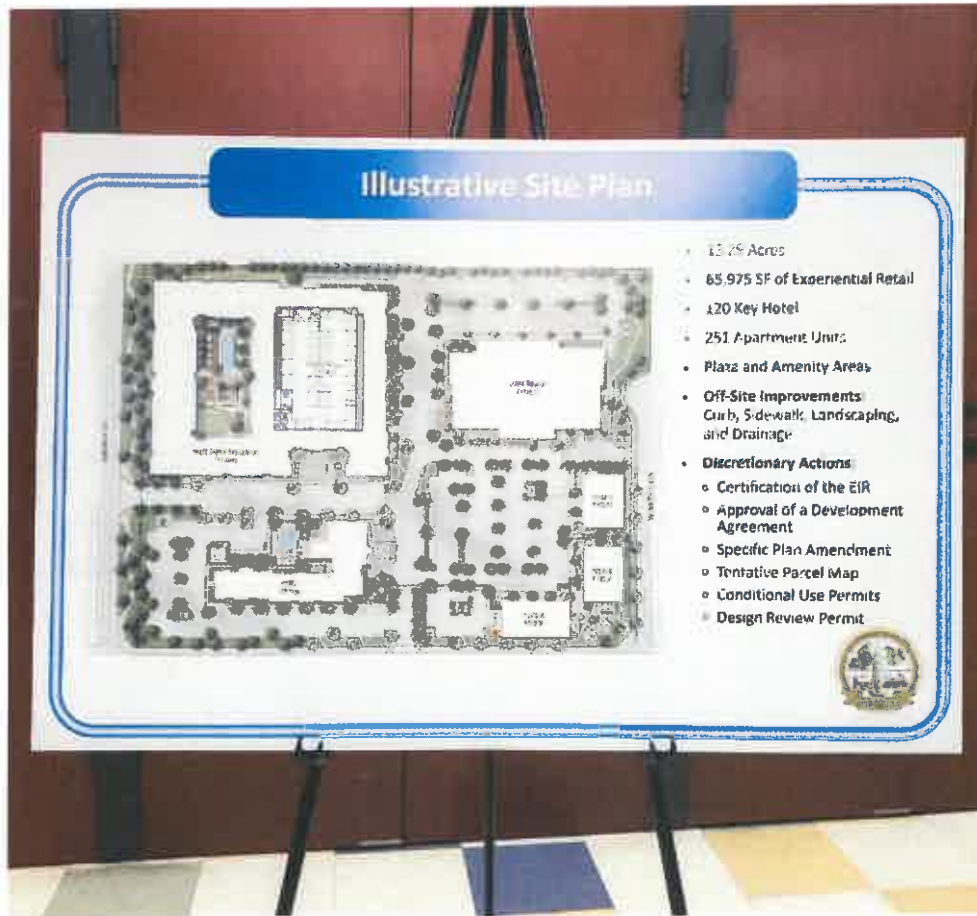 Illustrative Site Plan
Acres
65,975 SF of Experiential Retail
120 Key Hotel
251 Apartment Units
Plaza and Amenity Areas
Off-Site Improvements
Curb, Sidewalk, Landscaping,
and Drainage
Discretionary Actions
Certification of the EIR
Approval of a Development
Agreement
Specific Plan Amendment
Tentative Parcel Map
Conditional Use Permits
Design Review Permit